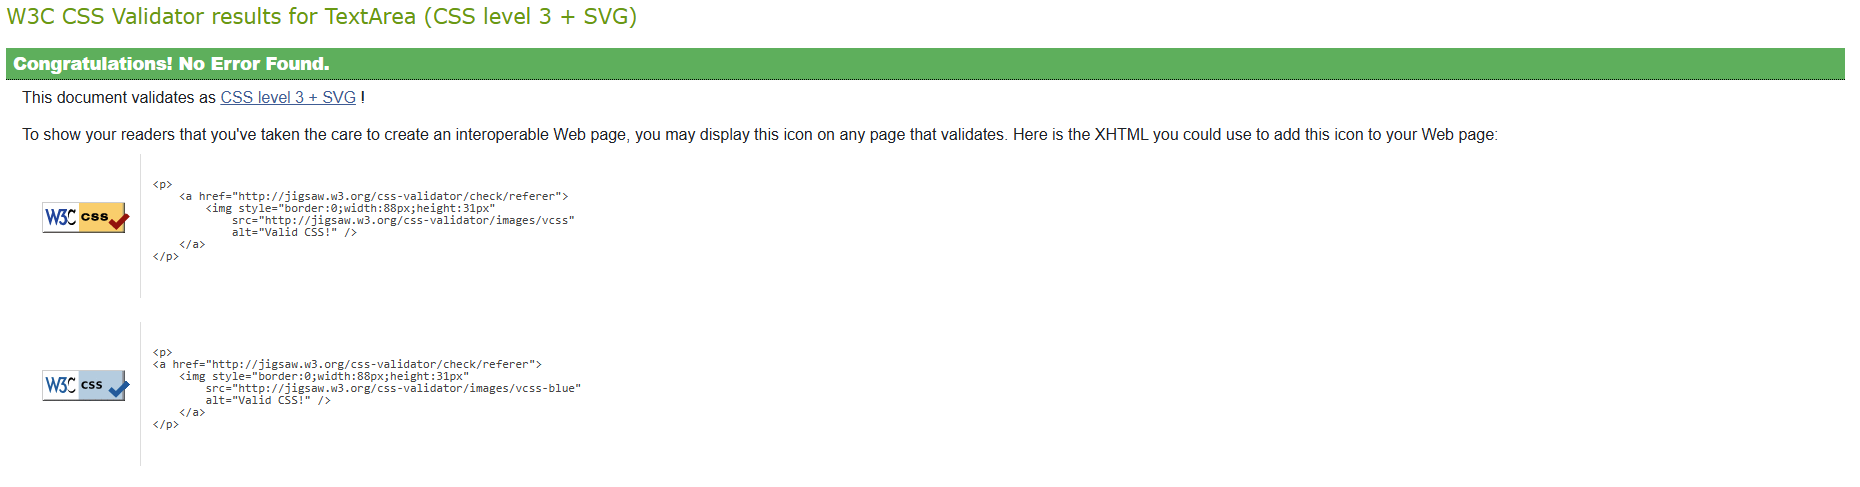 W3C CSS Validator results for TextArea (CSS level 3 + SVG)
Congratulations! No Error Found.
This document validates as CSS level 3 + SVG !
To show your readers that you've taken the care to create an interoperable Web page, you may display this icon on any page that validates. Here is the XHTML you could use to add this icon to your Web page:
W3C css
<p>
    <a href="http://jigsaw.w3.org/css-validator/check/referer">
        <img style="border:0;width:88px;height:31px"
            src="http://jigsaw.w3.org/css-validator/images/vcss"
            alt="Valid CSS!" />
    </a>
</p>
W3C css
<p>
<a href="http://jigsaw.w3.org/css-validator/check/referer">
    <img style="border:0;width:88px;height:31px"
        src="http://jigsaw.w3.org/css-validator/images/vcss-blue"
        alt="Valid CSS!" />
    </a>
</p>